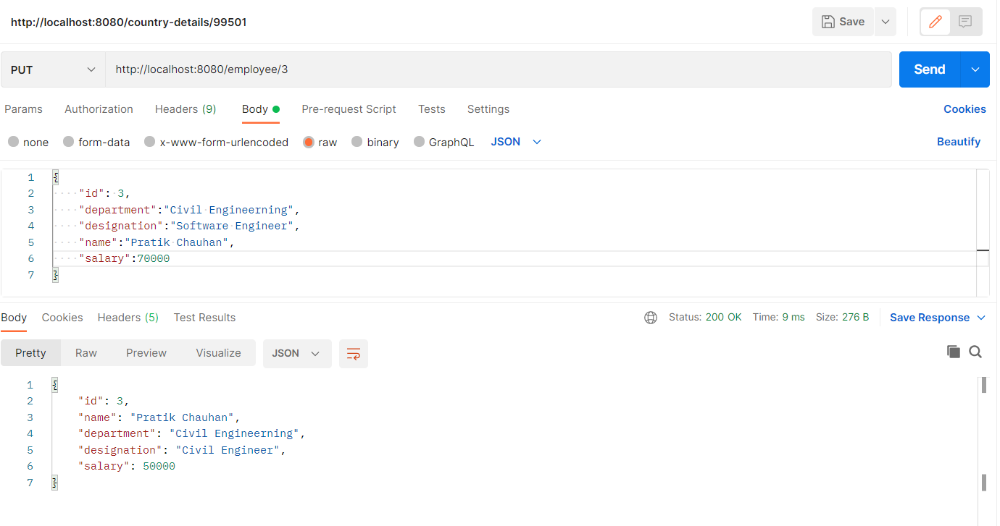 http://localhost:8080/country-details/99501 Save
PUT http://localhost:8080/employee/3 Send
Params Authorization Headers (9) Body Pre-request Script Tests Settings Cookies
none form-data x-www-form-urlencoded raw binary GraphQL JSON Beautify
1 {
2 ····"id":·3,
3 ····"department":"Civil·Engineerning",
4 ····"designation":"Software·Engineer",
5 ····"name":"Pratik·Chauhan",
6 ····"salary":70000
7 }
Body Cookies Headers (5) Test Results Status: 200 OK Time: 9 ms Size: 276 B Save Response
Pretty Raw Preview Visualize JSON
1 {
2 "id": 3,
3 "name": "Pratik Chauhan",
4 "department": "Civil Engineerning",
5 "designation": "Civil Engineer",
6 "salary": 50000
7 }